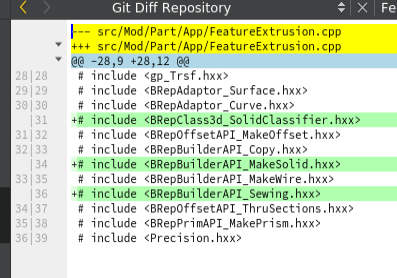 Git Diff Repository Fe
--- src/Mod/Part/App/FeatureExtrusion.cpp
+++ src/Mod/Part/App/FeatureExtrusion.cpp
@@ -28,9 +28,12 @@
28|28 # include <gp_Trsf.hxx>
29|29 # include <BRepAdaptor_Surface.hxx>
30|30 # include <BRepAdaptor_Curve.hxx>
|31 +# include <BRepClass3d_SolidClassifier.hxx>
31|32 # include <BRepOffsetAPI_MakeOffset.hxx>
32|33 # include <BRepBuilderAPI_Copy.hxx>
|34 +# include <BRepBuilderAPI_MakeSolid.hxx>
33|35 # include <BRepBuilderAPI_MakeWire.hxx>
|36 +# include <BRepBuilderAPI_Sewing.hxx>
34|37 # include <BRepOffsetAPI_ThruSections.hxx>
35|38 # include <BRepPrimAPI_MakePrism.hxx>
36|39 # include <Precision.hxx>